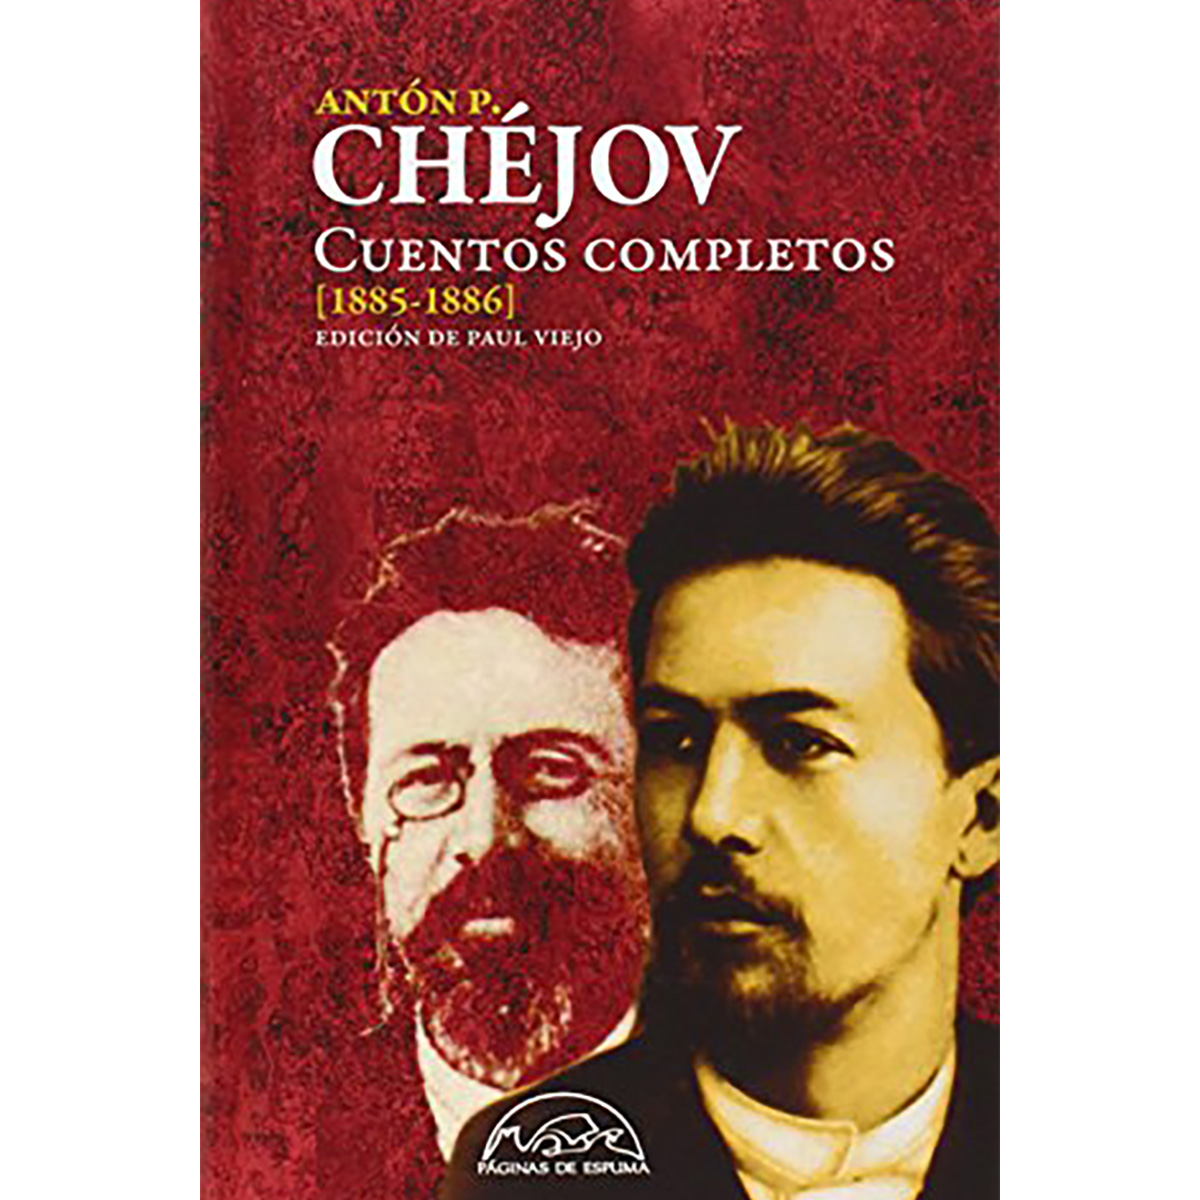 ANTÓN P.
CHÉJOV
CUENTOS COMPLETOS
[1885-1886]
EDICIÓN DE PAUL VIEJO
PÁGINAS DE ESPUMA